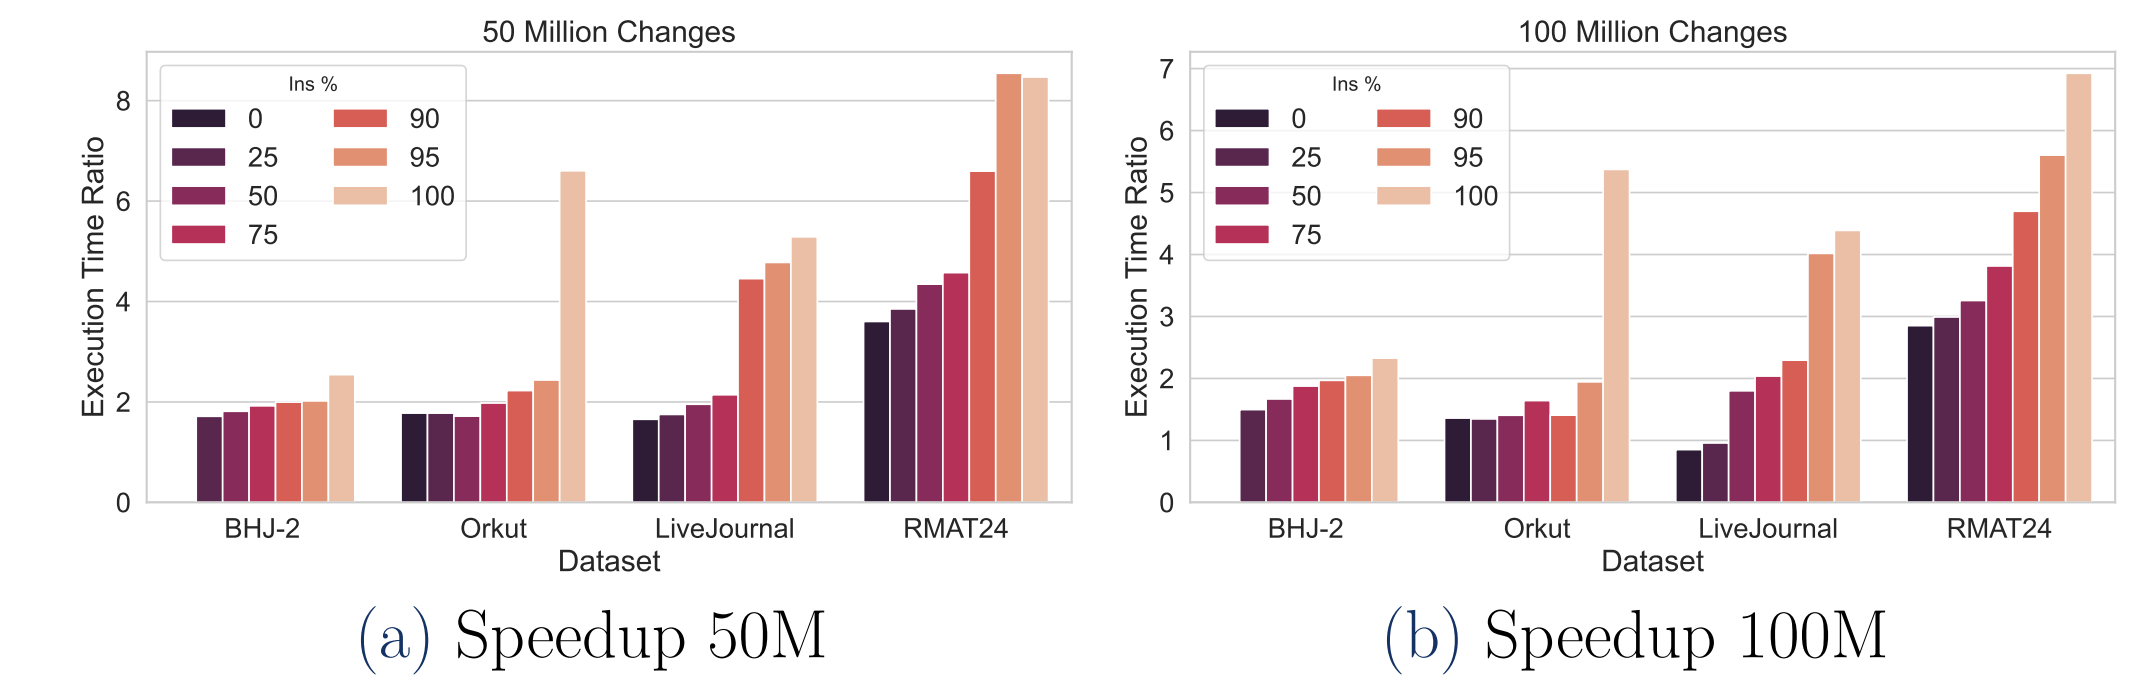 50 Million Changes
Execution Time Ratio
8
6
4
2
0
Ins %
0 90
25 95
50 100
75
BHJ-2 Orkut LiveJournal RMAT24
Dataset
(a) Speedup 50M
100 Million Changes
Execution Time Ratio
7
6
5
4
3
2
1
0
Ins %
0 90
25 95
50 100
75
BHJ-2 Orkut LiveJournal RMAT24
Dataset
(b) Speedup 100M